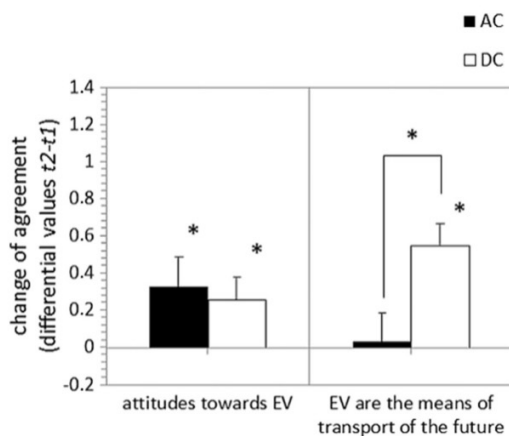 ■ AC
□ DC
change of agreement
(differential values t2-t1)
1.4
1.2
1
0.8
0.6
0.4
0.2
0
-0.2
*
*
*
*
attitudes towards EV
EV are the means of
transport of the future